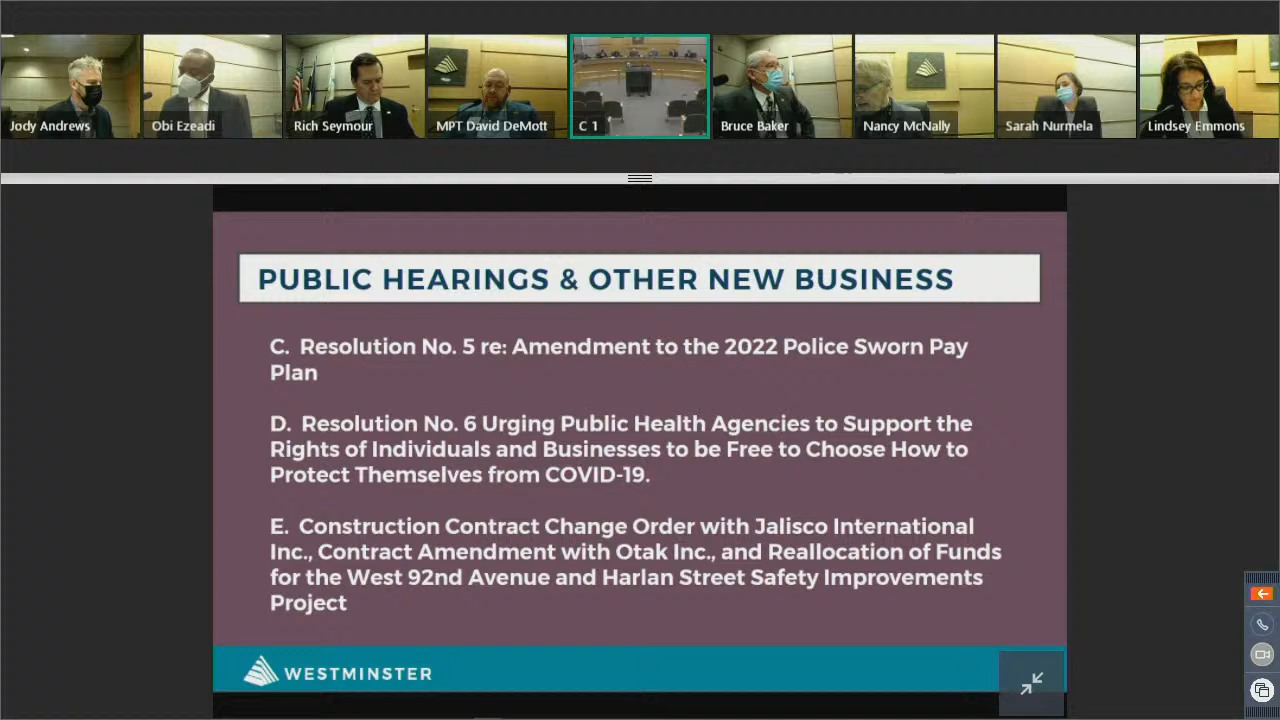 Jody Andrews
Obi Ezeadi
Rich Seymour
MPT David DeMott
C 1
Bruce Baker
Nancy McNally
Sarah Nurmela
Lindsey Emmons
PUBLIC HEARINGS & OTHER NEW BUSINESS
C. Resolution No. 5 re: Amendment to the 2022 Police Sworn Pay
Plan
D. Resolution No. 6 Urging Public Health Agencies to Support the
Rights of Individuals and Businesses to be Free to Choose How to
Protect Themselves from COVID-19.
E. Construction Contract Change Order with Jalisco International
Inc., Contract Amendment with Otak Inc., and Reallocation of Funds
for the West 92nd Avenue and Harlan Street Safety Improvements
Project
WESTMINSTER